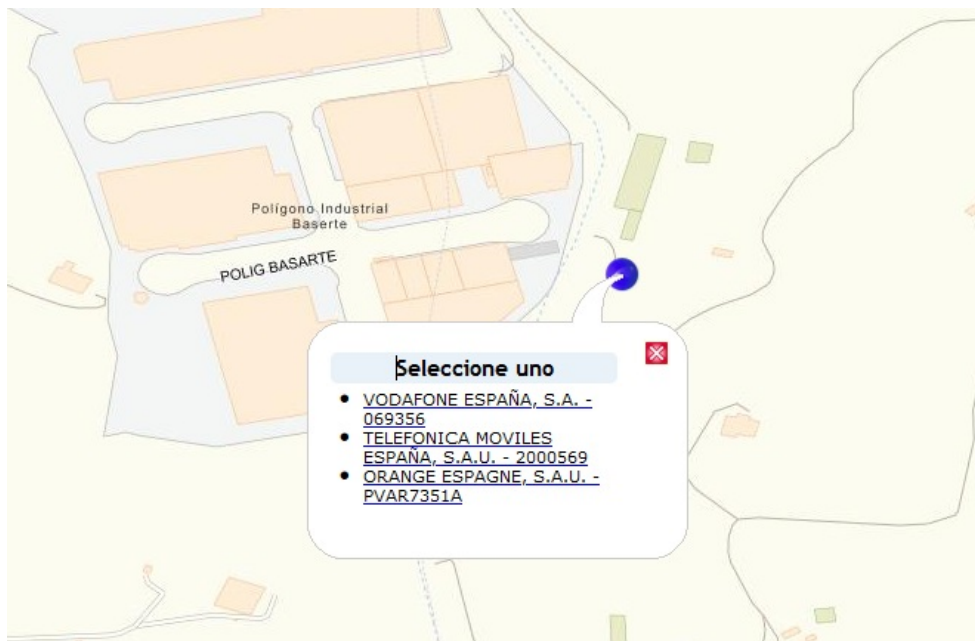 Polígono Industrial
Baserte
POLIG BASARTE
Seleccione uno
VODAFONE ESPAÑA, S.A. -
069356
TELEFONICA MOVILES
ESPAÑA, S.A.U. - 2000569
ORANGE ESPAGNE, S.A.U. -
PVAR7351A